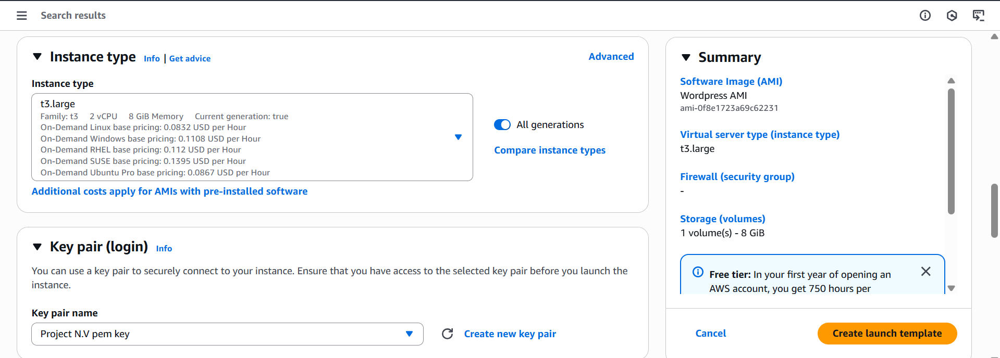 Search results
Instance type Info | Get advice
Advanced
Instance type
t3.large
Family: t3 2 vCPU 8 GiB Memory Current generation: true
On-Demand Linux base pricing: 0.0832 USD per Hour
On-Demand Windows base pricing: 0.1108 USD per Hour
On-Demand RHEL base pricing: 0.112 USD per Hour
On-Demand SUSE base pricing: 0.1395 USD per Hour
On-Demand Ubuntu Pro base pricing: 0.0867 USD per Hour
All generations
Compare instance types
Additional costs apply for AMIs with pre-installed software
Key pair (login) Info
You can use a key pair to securely connect to your instance. Ensure that you have access to the selected key pair before you launch the
instance.
Key pair name
Project N.V pem key
Create new key pair
Summary
Software Image (AMI)
Wordpress AMI
ami-0f8e1723a69c62231
Virtual server type (instance type)
t3.large
Firewall (security group)
-
Storage (volumes)
1 volume(s) - 8 GiB
Free tier: In your first year of opening an
AWS account, you get 750 hours per
Cancel
Create launch template